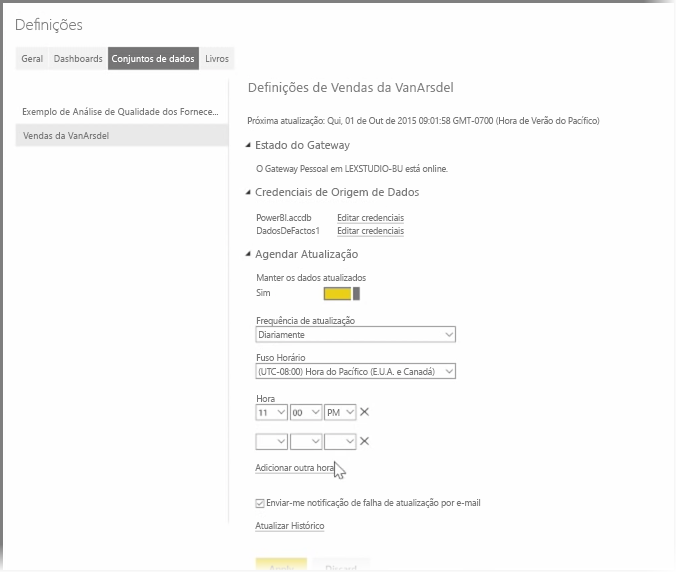 Definições
Geral Dashboards Conjuntos de dados Livros
Exemplo de Análise de Qualidade dos Fornece...
Vendas da VanArsdel
Definições de Vendas da VanArsdel
Próxima atualização: Qui, 01 de Out de 2015 09:01:58 GMT-0700 (Hora de Verão do Pacífico)
Estado do Gateway
O Gateway Pessoal em LEXSTUDIO-BU está online.
Credenciais de Origem de Dados
PowerBI.accdb Editar credenciais
DadosDeFactos1 Editar credenciais
Agendar Atualização
Manter os dados atualizados
Sim
Frequência de atualização
Diariamente
Fuso Horário
(UTC-08:00) Hora do Pacífico (E.U.A. e Canadá)
Hora
11 00 PM
Adicionar outra hora
Enviar-me notificação de falha de atualização por e-mail
Atualizar Histórico
Apply Discard